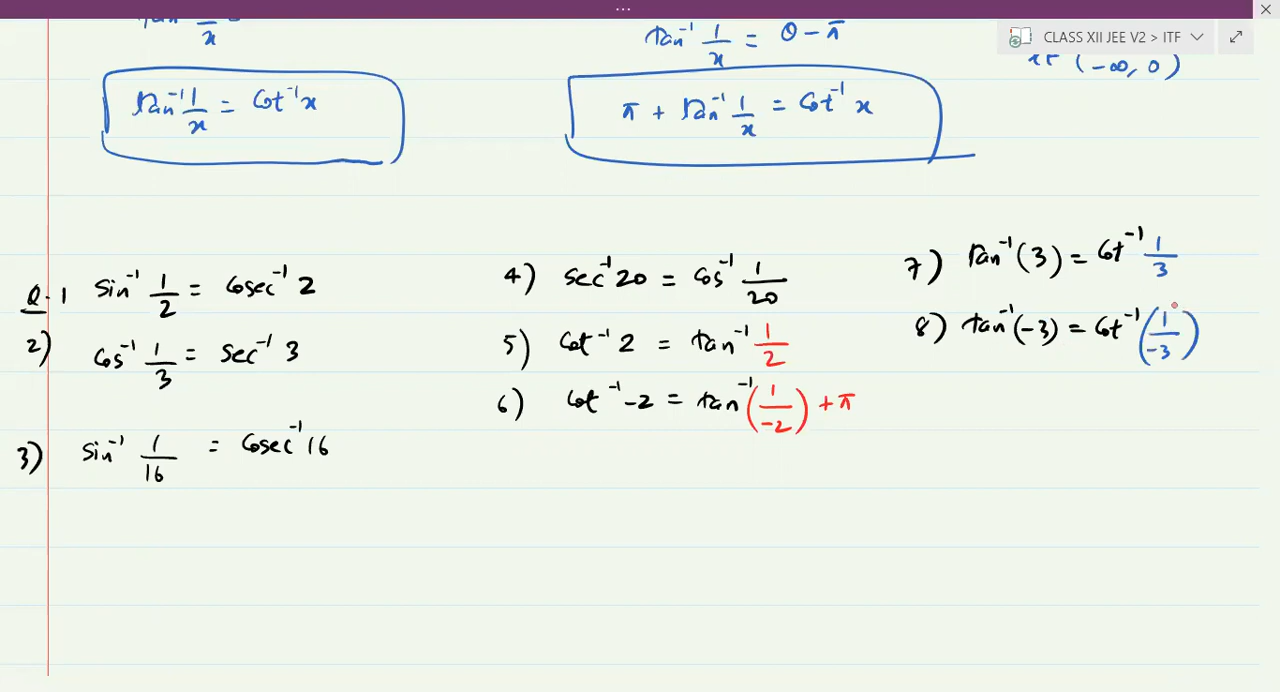 tan⁻¹ 1/x = θ - π
CLASS XII JEE V2 > ITF
(-∞, 0)
tan⁻¹ 1/x = Cot⁻¹ x
π + tan⁻¹ 1/x = Cot⁻¹ x
Q-1 sin⁻¹ 1/2 = Cosec⁻¹ 2
2) Cos⁻¹ 1/3 = sec⁻¹ 3
3) sin⁻¹ 1/16 = Cosec⁻¹ 16
4) sec⁻¹ 20 = Cos⁻¹ 1/20
5) Cot⁻¹ 2 = tan⁻¹ 1/2
6) Cot⁻¹ -2 = tan⁻¹ (1/-2) + π
7) tan⁻¹ (3) = Cot⁻¹ 1/3
8) tan⁻¹ (-3) = Cot⁻¹ (1/-3)